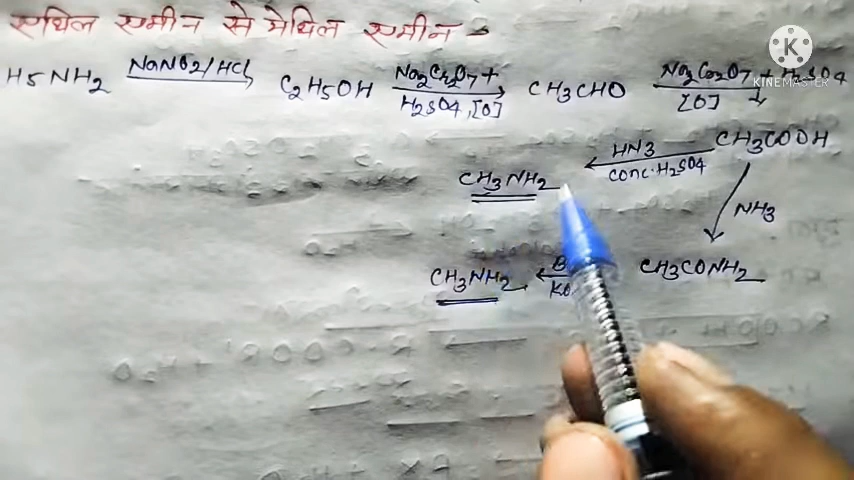 एथिल एमीन से मेथिल एमीन -
H5NH2 NaNO2/HCl C2H5OH Na2Cr2O7+ H2SO4,[O] CH3CHO Na2Cr2O7+H2SO4 [O]
CH3NH2 HN3 conc.H2SO4 CH3COOH
NH3
CH3NH2 CH3CONH2
KINEMASTER